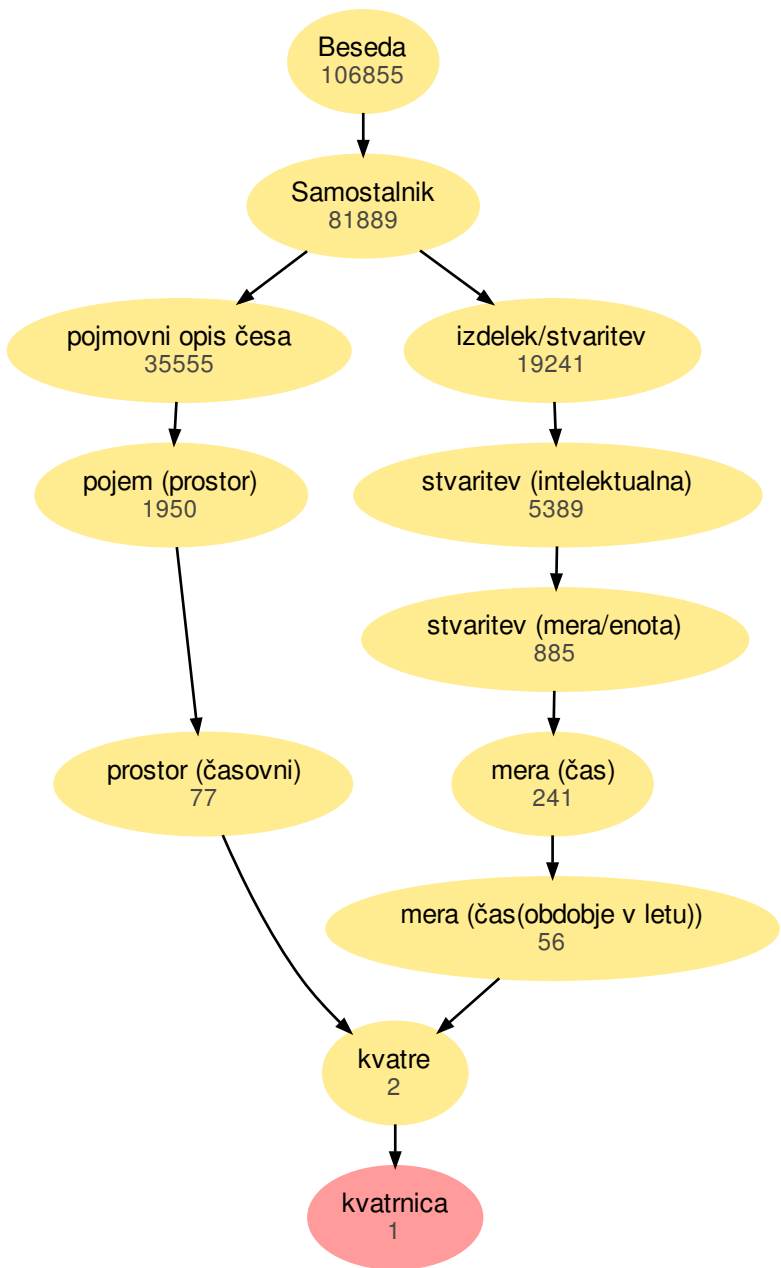 Beseda
106855
Samostalnik
81889
pojmovni opis česa
35555
izdelek/stvaritev
19241
pojem (prostor)
1950
stvaritev (intelektualna)
5389
stvaritev (mera/enota)
885
prostor (časovni)
77
mera (čas)
241
mera (čas(obdobje v letu))
56
kvatre
2
kvatrnica
1